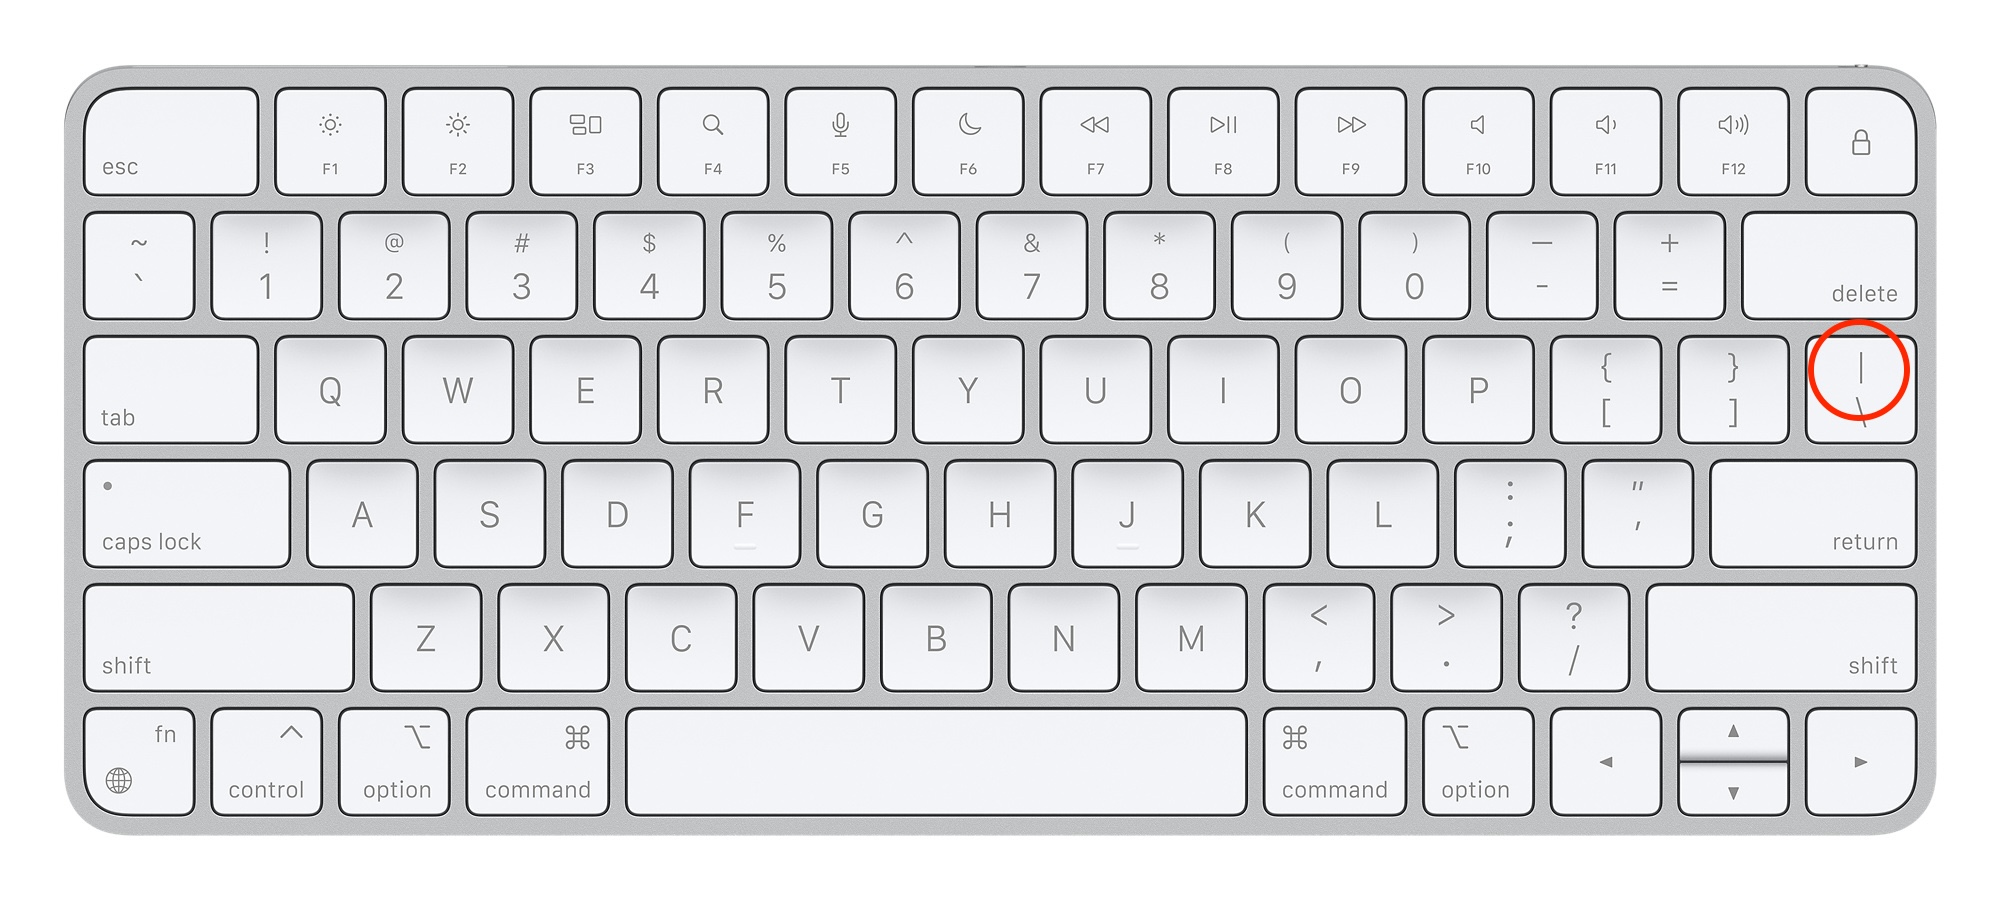 esc F1 F2 F3 F4 F5 F6 F7 F8 F9 F10 F11 F12
~ ! @ # $ % ^ & * ( ) — +
` 1 2 3 4 5 6 7 8 9 0 - = delete
tab Q W E R T Y U I O P { } |
[ ] \
caps lock A S D F G H J K L : "
; ' return
shift Z X C V B N M < > ?
, . / shift
fn ^ ⌥ ⌘ ⌘ ⌥ ▲
◄ ►
control option command command option ▼